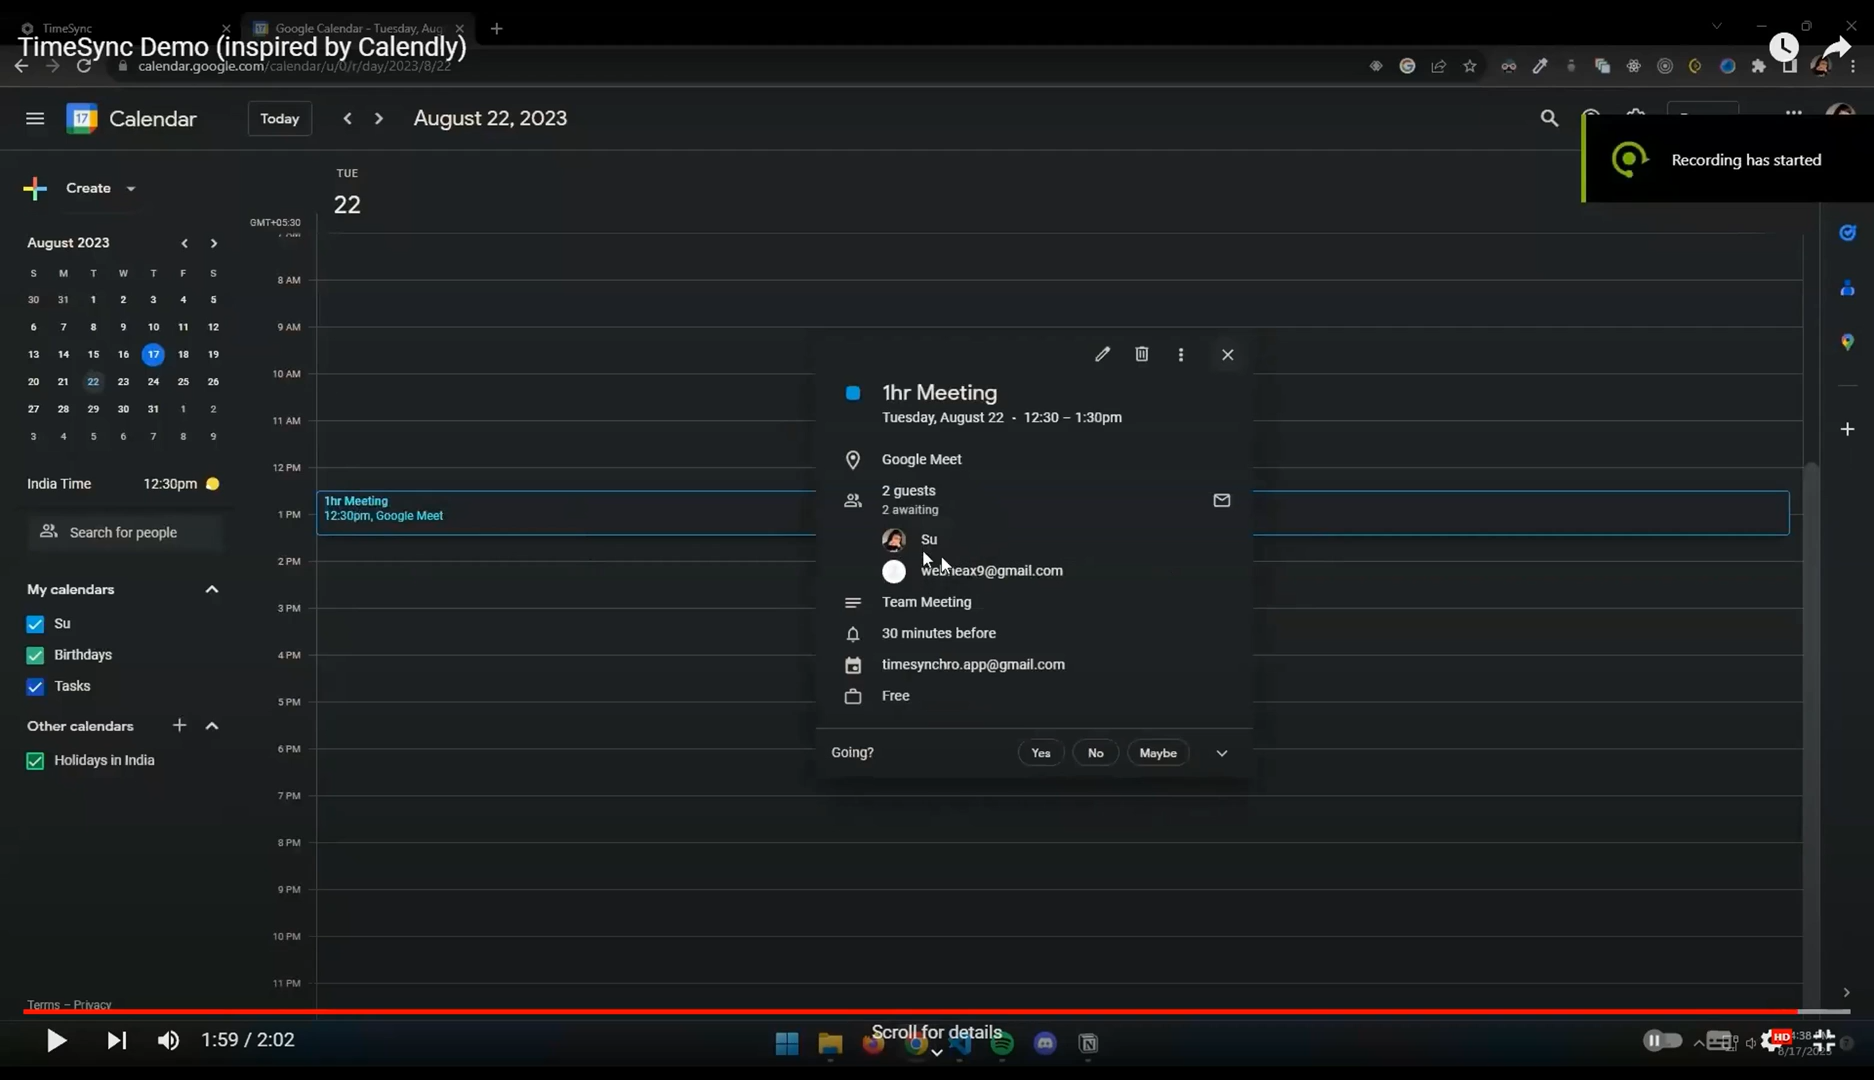 TimeSync
Google Calendar - Tuesday, Aug
TimeSync Demo (inspired by Calendly)
calendar.google.com/calendar/u/0/r/day/2023/8/22
17
Calendar
Today
August 22, 2023
Recording has started
Create
TUE
22
GMT+05:30
August 2023
S M T W T F S
30 31 1 2 3 4 5
6 7 8 9 10 11 12
13 14 15 16 17 18 19
20 21 22 23 24 25 26
27 28 29 30 31 1 2
3 4 5 6 7 8 9
India Time 12:30pm
Search for people
My calendars
Su
Birthdays
Tasks
Other calendars
Holidays in India
Terms – Privacy
8 AM
9 AM
10 AM
11 AM
12 PM
1 PM
2 PM
3 PM
4 PM
5 PM
6 PM
7 PM
8 PM
9 PM
10 PM
11 PM
1hr Meeting
12:30pm, Google Meet
1hr Meeting
Tuesday, August 22 · 12:30 – 1:30pm
Google Meet
2 guests
2 awaiting
Su
Team Meeting
30 minutes before
timesynchro.app@gmail.com
Free
Going?
Yes
No
Maybe
1:59 / 2:02
Scroll for details
HD